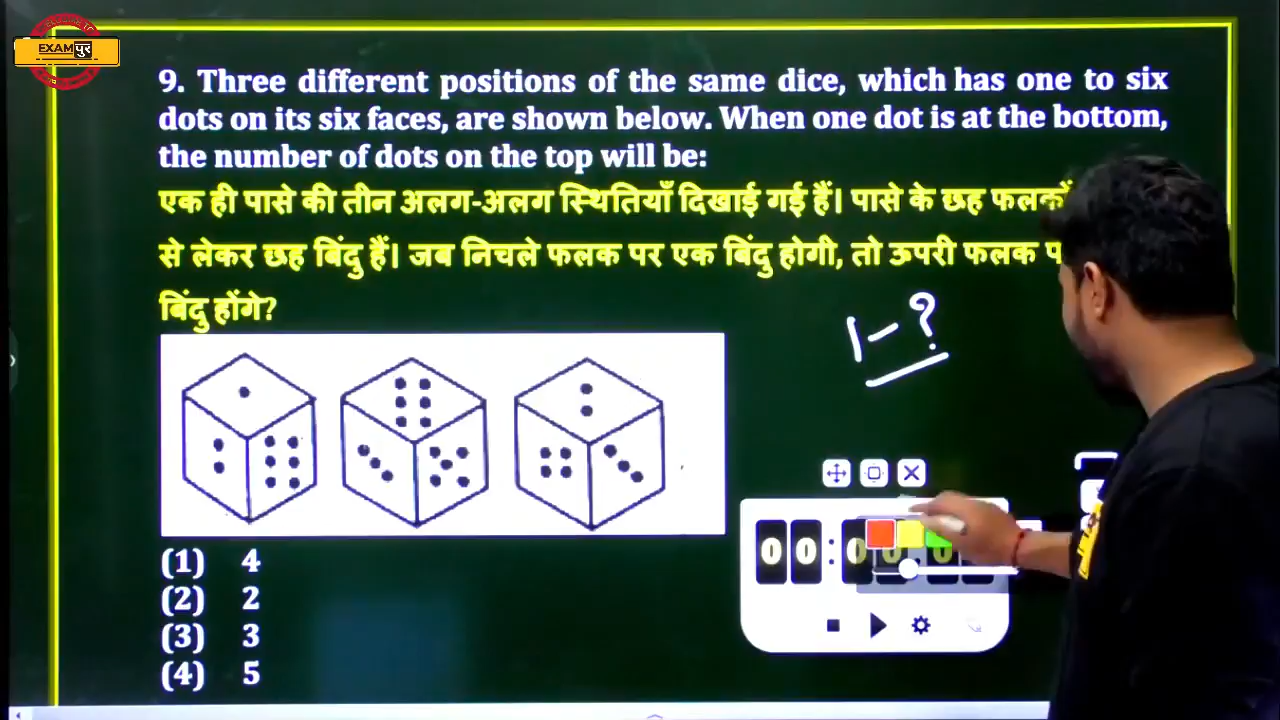 EXAMपुर
9. Three different positions of the same dice, which has one to six
dots on its six faces, are shown below. When one dot is at the bottom,
the number of dots on the top will be:
एक ही पासे की तीन अलग-अलग स्थितियाँ दिखाई गई हैं। पासे के छह फलकों
से लेकर छह बिंदु हैं। जब निचले फलक पर एक बिंदु होगी, तो ऊपरी फलक
बिंदु होंगे?
1-?
(1) 4
(2) 2
(3) 3
(4) 5
00:0